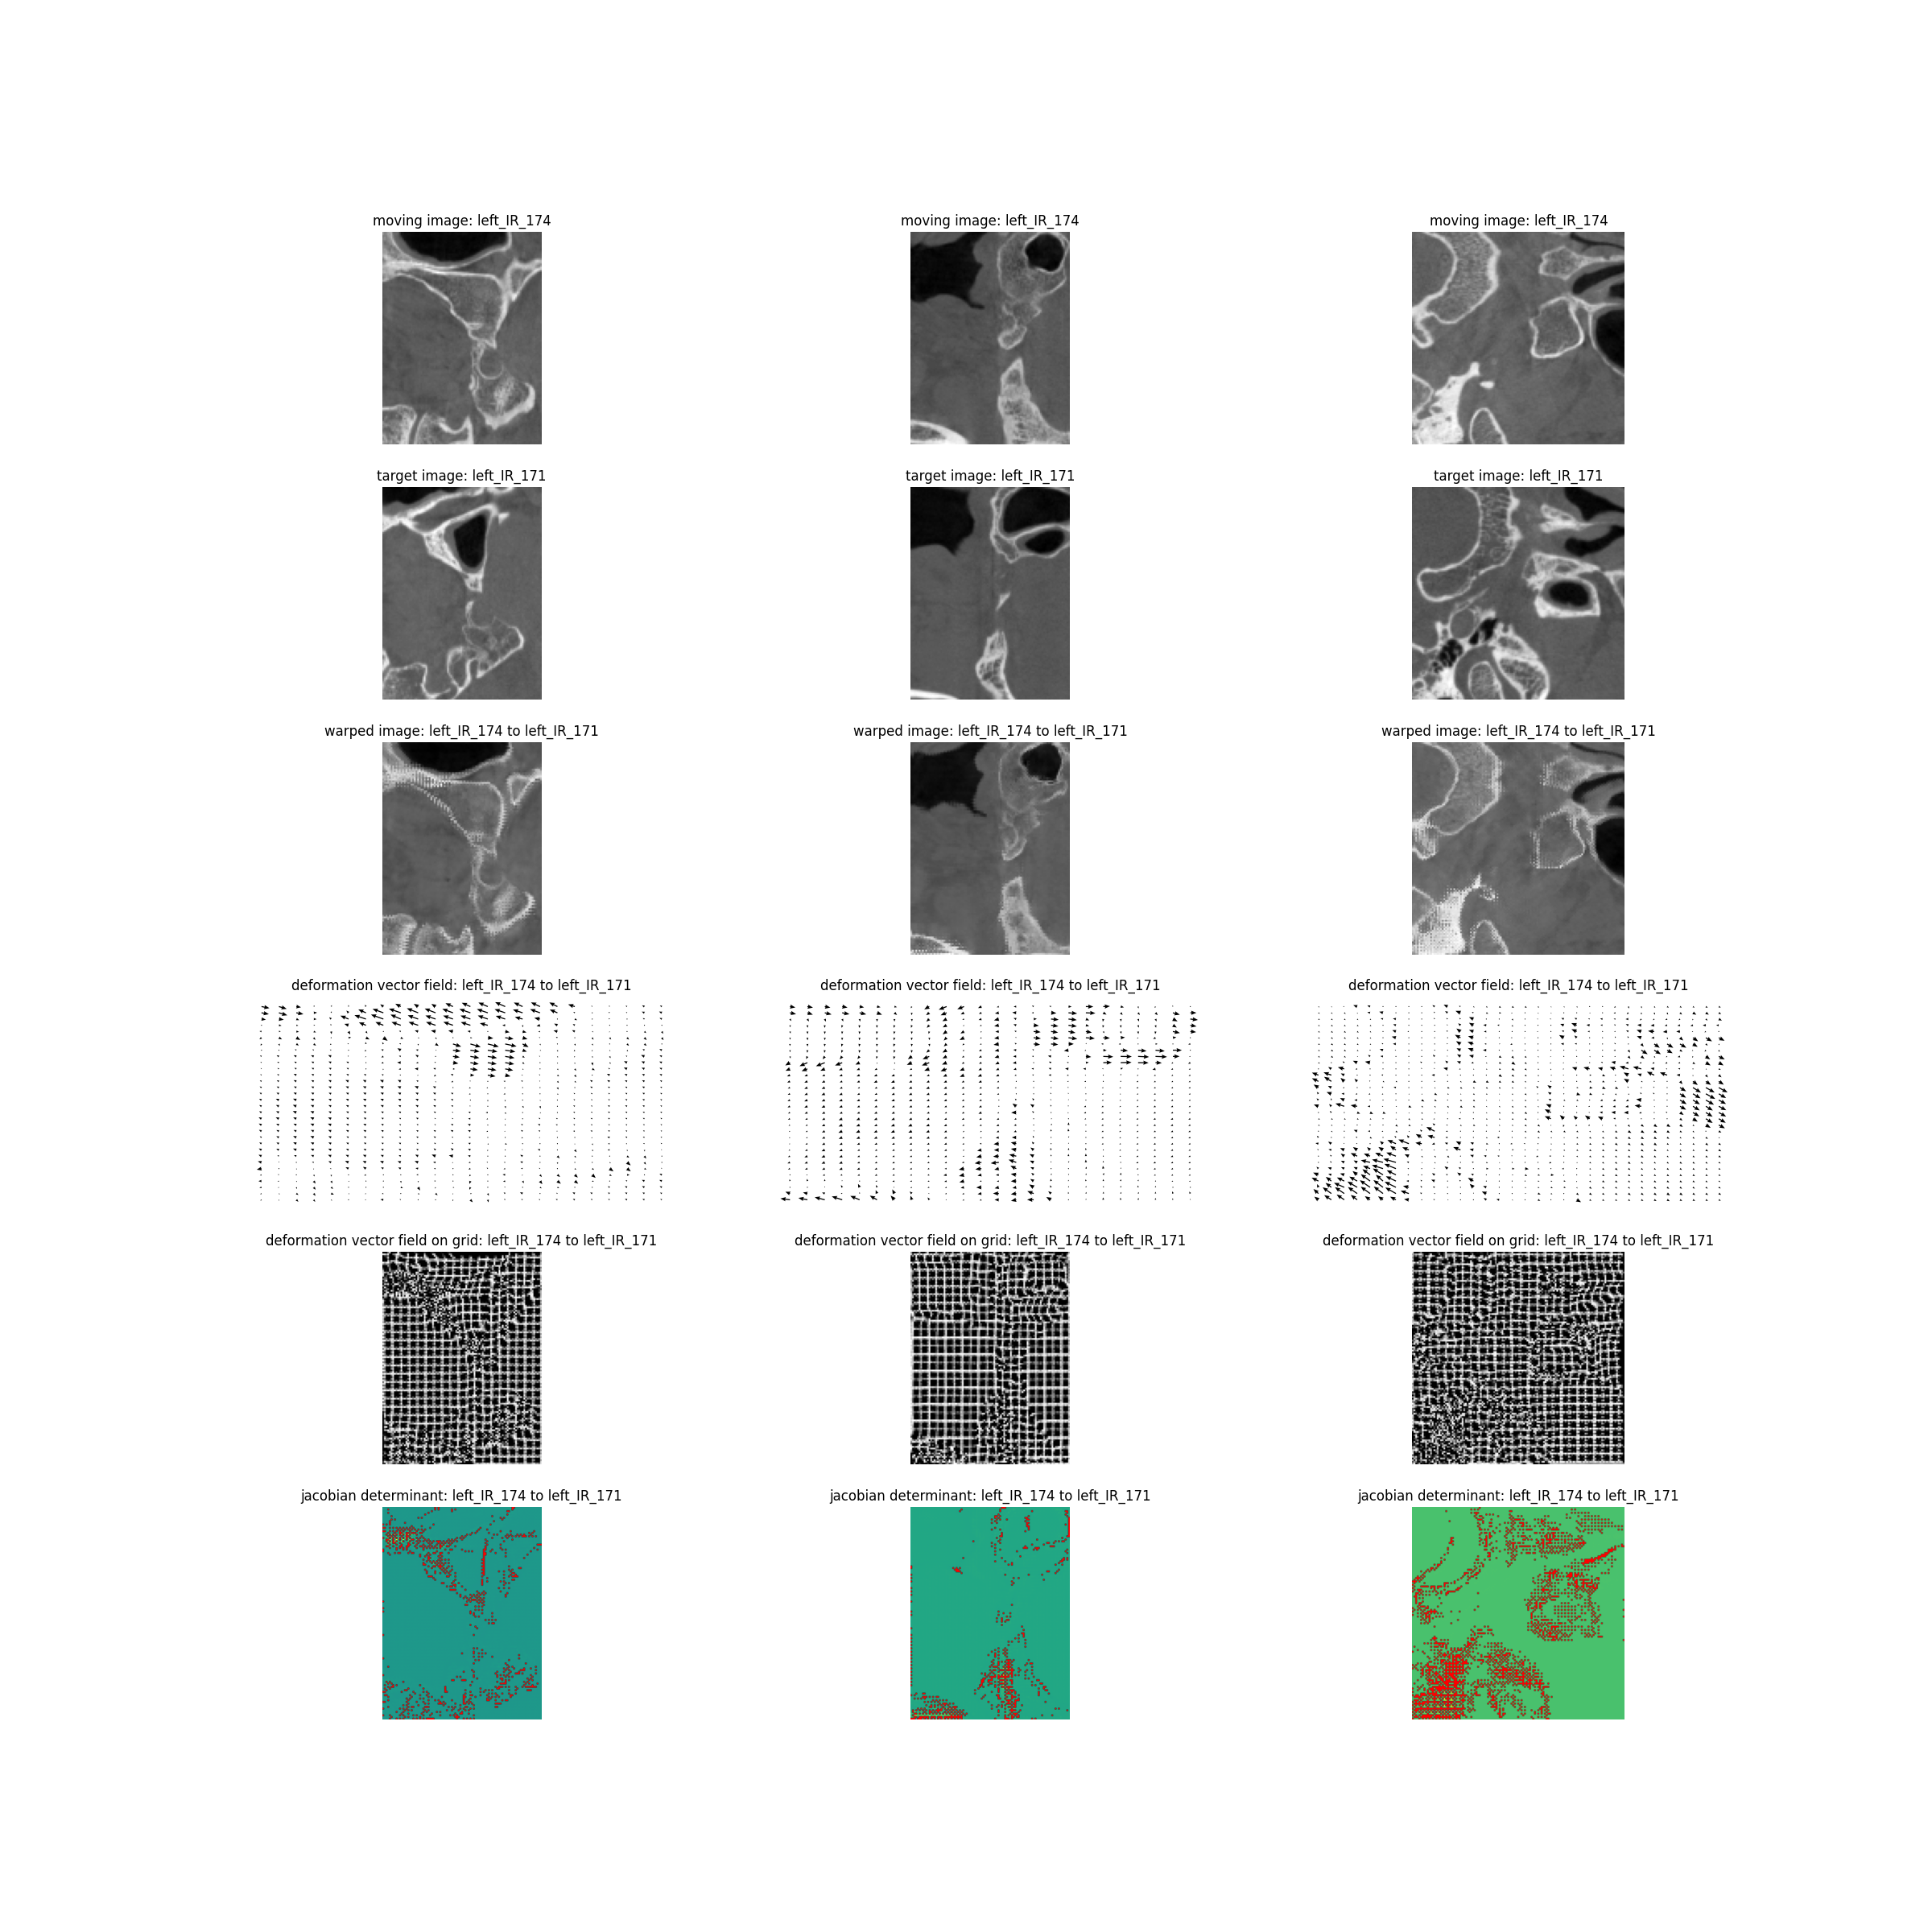 moving image: left_IR_174
moving image: left_IR_174
moving image: left_IR_174
target image: left_IR_171
target image: left_IR_171
target image: left_IR_171
warped image: left_IR_174 to left_IR_171
warped image: left_IR_174 to left_IR_171
warped image: left_IR_174 to left_IR_171
deformation vector field: left_IR_174 to left_IR_171
deformation vector field: left_IR_174 to left_IR_171
deformation vector field: left_IR_174 to left_IR_171
deformation vector field on grid: left_IR_174 to left_IR_171
deformation vector field on grid: left_IR_174 to left_IR_171
deformation vector field on grid: left_IR_174 to left_IR_171
jacobian determinant: left_IR_174 to left_IR_171
jacobian determinant: left_IR_174 to left_IR_171
jacobian determinant: left_IR_174 to left_IR_171